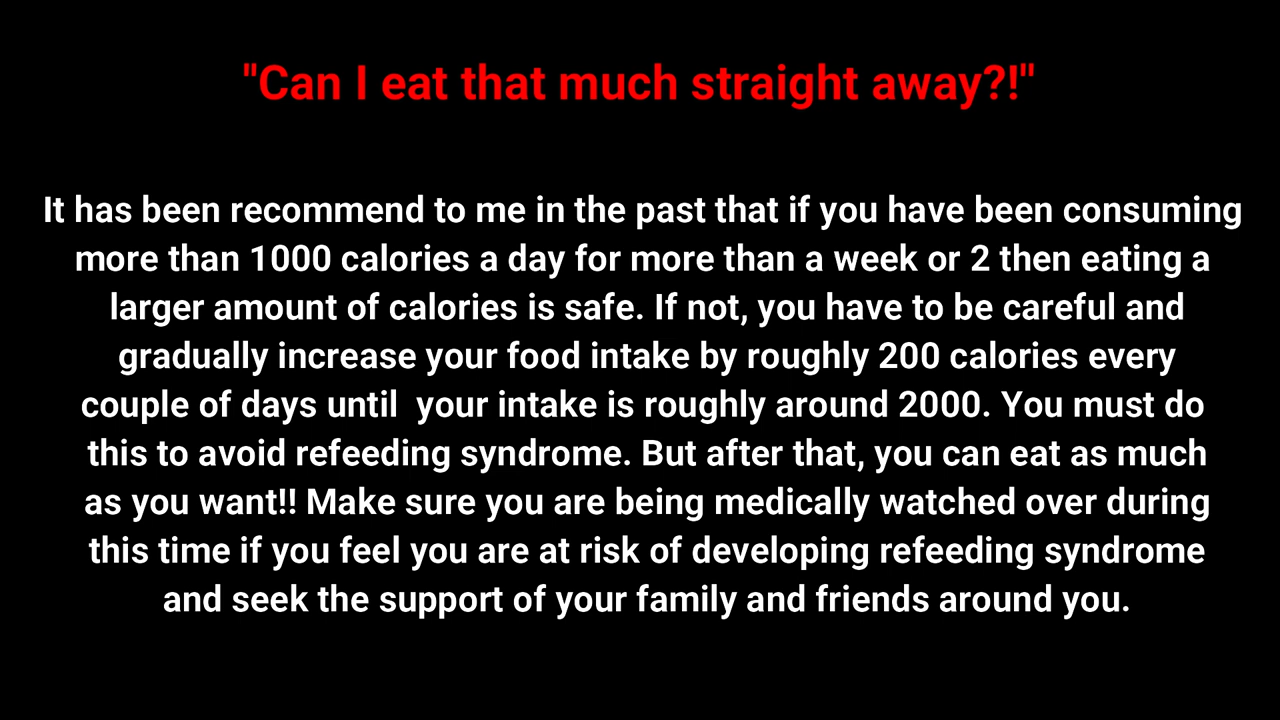 "Can I eat that much straight away?!"
It has been recommend to me in the past that if you have been consuming
more than 1000 calories a day for more than a week or 2 then eating a
larger amount of calories is safe. If not, you have to be careful and
gradually increase your food intake by roughly 200 calories every
couple of days until  your intake is roughly around 2000. You must do
this to avoid refeeding syndrome. But after that, you can eat as much
as you want!! Make sure you are being medically watched over during
this time if you feel you are at risk of developing refeeding syndrome
and seek the support of your family and friends around you.